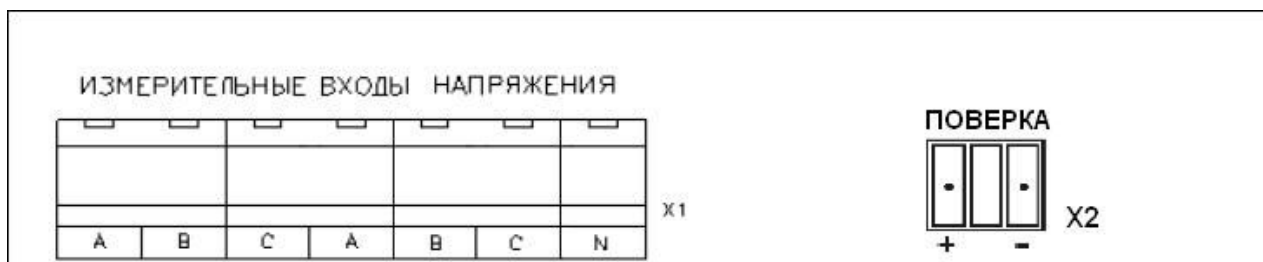 ИЗМЕРИТЕЛЬНЫЕ ВХОДЫ НАПРЯЖЕНИЯ
ПОВЕРКА
X1
X2
A B C A B C N
+ -